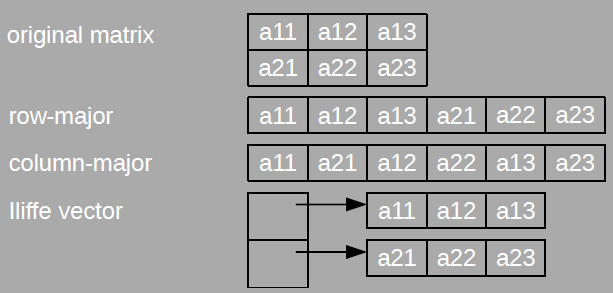 original matrix
a11 a12 a13
a21 a22 a23
row-major a11 a12 a13 a21 a22 a23
column-major a11 a21 a12 a22 a13 a23
Iliffe vector a11 a12 a13
a21 a22 a23